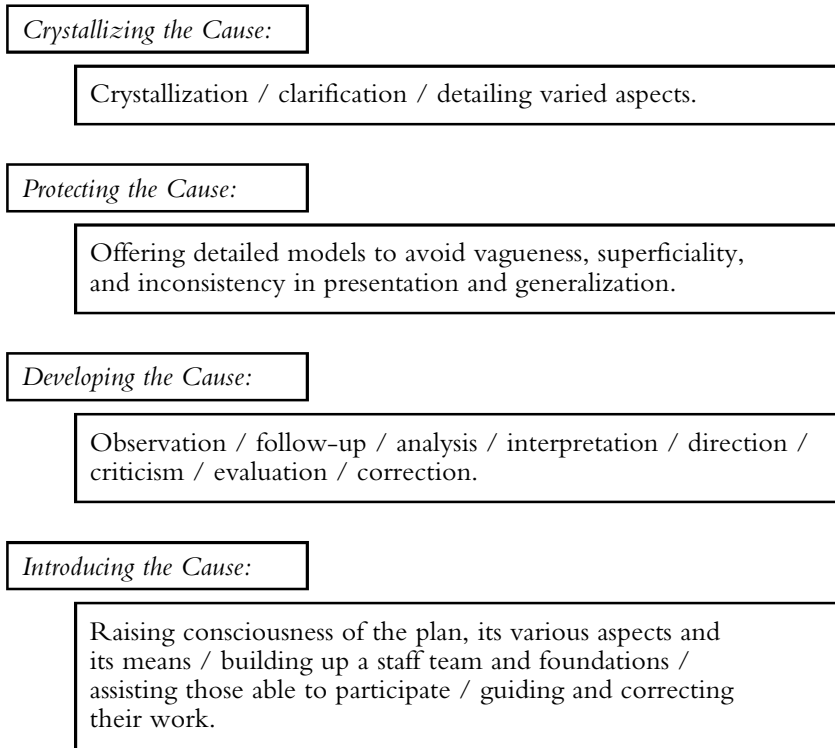 Crystallizing the Cause:
Crystallization / clarification / detailing varied aspects.
Protecting the Cause:
Offering detailed models to avoid vagueness, superficiality,
and inconsistency in presentation and generalization.
Developing the Cause:
Observation / follow-up / analysis / interpretation / direction /
criticism / evaluation / correction.
Introducing the Cause:
Raising consciousness of the plan, its various aspects and
its means / building up a staff team and foundations /
assisting those able to participate / guiding and correcting
their work.